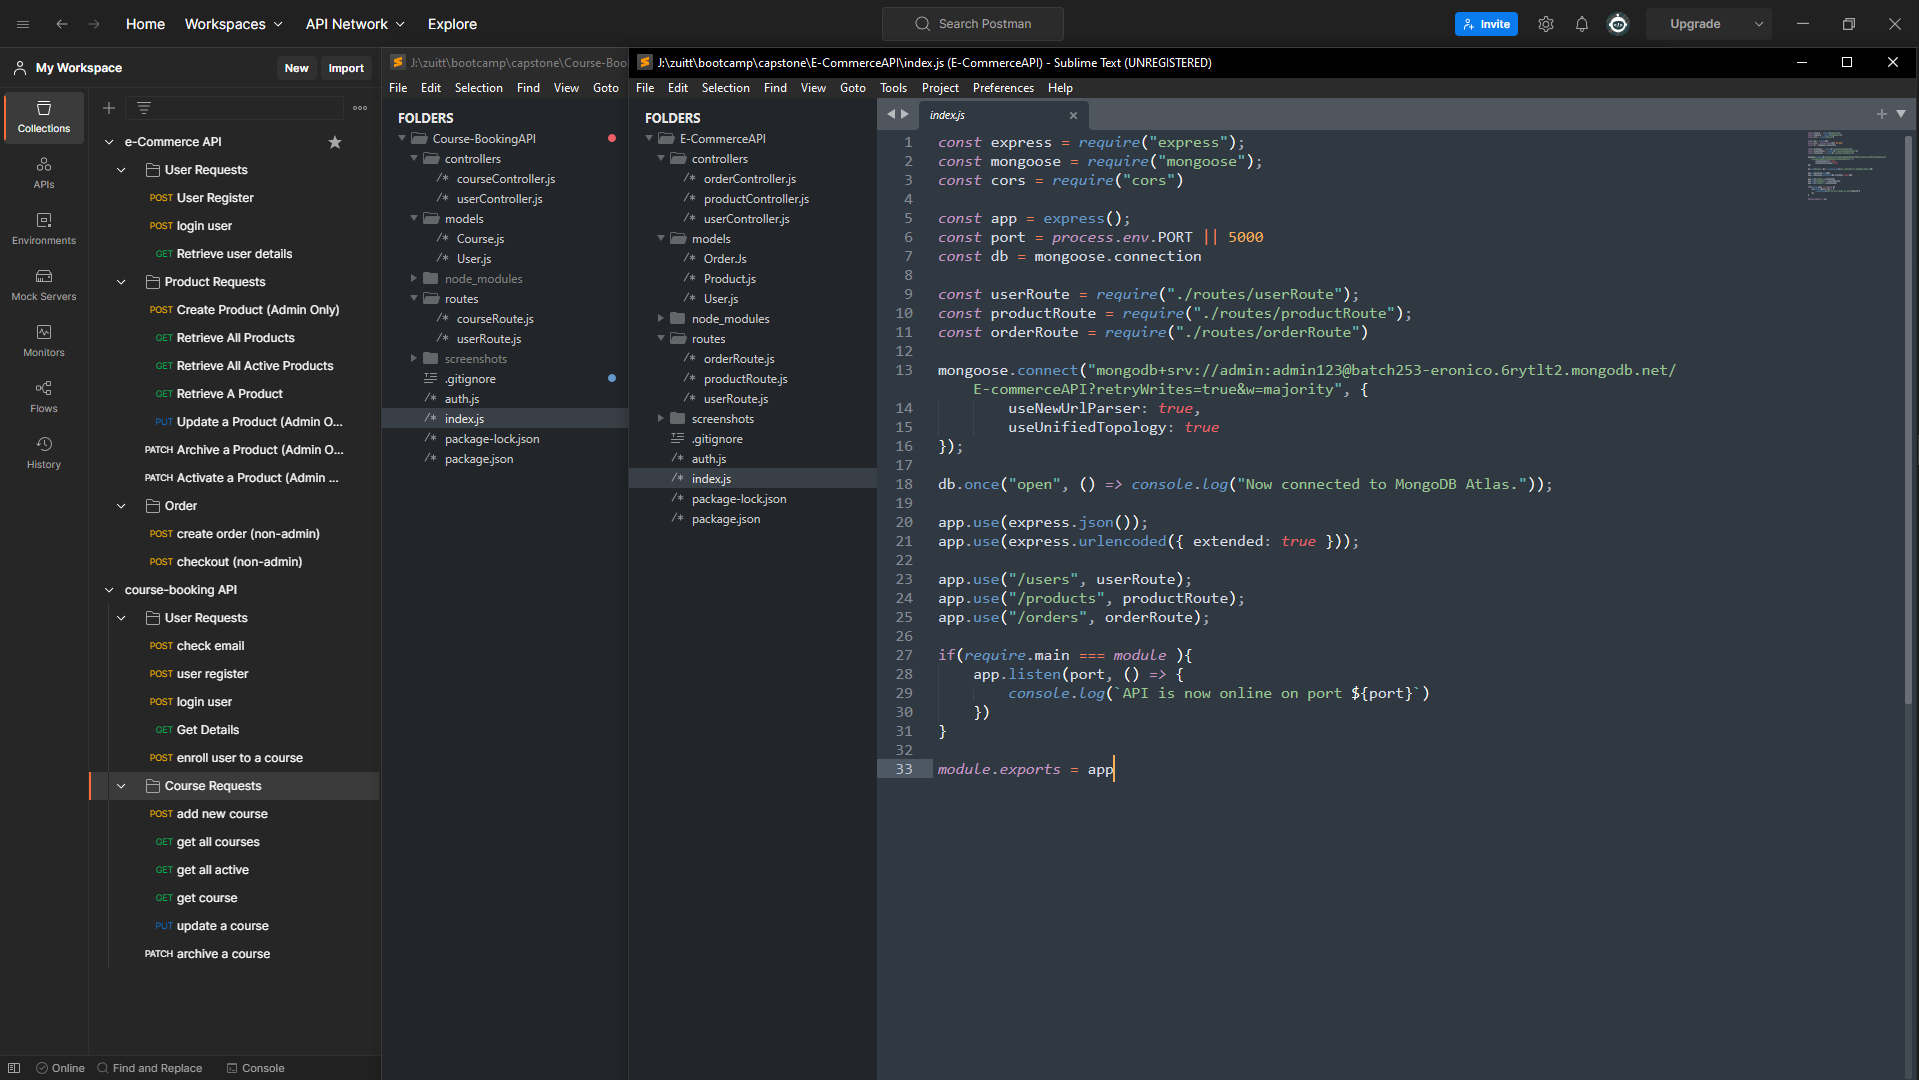 Home
Workspaces
API Network
Explore
Search Postman
Invite
Upgrade
My Workspace
New
Import
Collections
APIs
Environments
Mock Servers
Monitors
Flows
History
e-Commerce API
User Requests
POST User Register
POST login user
GET Retrieve user details
Product Requests
POST Create Product (Admin Only)
GET Retrieve All Products
GET Retrieve All Active Products
GET Retrieve A Product
PUT Update a Product (Admin O...
PATCH Archive a Product (Admin O...
PATCH Activate a Product (Admin ...
Order
POST create order (non-admin)
POST checkout (non-admin)
course-booking API
User Requests
POST check email
POST user register
POST login user
GET Get Details
POST enroll user to a course
Course Requests
POST add new course
GET get all courses
GET get all active
GET get course
PUT update a course
PATCH archive a course
Online
Find and Replace
Console
J:\zuitt\bootcamp\capstone\Course-Boo
File Edit Selection Find View Goto
FOLDERS
Course-BookingAPI
controllers
/* courseController.js
/* userController.js
models
/* Course.js
/* User.js
node_modules
routes
/* courseRoute.js
/* userRoute.js
screenshots
.gitignore
/* auth.js
/* index.js
/* package-lock.json
/* package.json
J:\zuitt\bootcamp\capstone\E-CommerceAPI\index.js (E-CommerceAPI) - Sublime Text (UNREGISTERED)
File Edit Selection Find View Goto Tools Project Preferences Help
FOLDERS
E-CommerceAPI
controllers
/* orderController.js
/* productController.js
/* userController.js
models
/* Order.Js
/* Product.js
/* User.js
node_modules
routes
/* orderRoute.js
/* productRoute.js
/* userRoute.js
screenshots
.gitignore
/* auth.js
/* index.js
/* package-lock.json
/* package.json
index.js
1 const express = require("express");
2 const mongoose = require("mongoose");
3 const cors = require("cors")
4
5 const app = express();
6 const port = process.env.PORT || 5000
7 const db = mongoose.connection
8
9 const userRoute = require("./routes/userRoute");
10 const productRoute = require("./routes/productRoute");
11 const orderRoute = require("./routes/orderRoute")
12
13 mongoose.connect("mongodb+srv://admin:admin123@batch253-eronico.6rytlt2.mongodb.net/
E-commerceAPI?retryWrites=true&w=majority", {
14 useNewUrlParser: true,
15 useUnifiedTopology: true
16 });
17
18 db.once("open", () => console.log("Now connected to MongoDB Atlas."));
19
20 app.use(express.json());
21 app.use(express.urlencoded({ extended: true }));
22
23 app.use("/users", userRoute);
24 app.use("/products", productRoute);
25 app.use("/orders", orderRoute);
26
27 if(require.main === module ){
28 app.listen(port, () => {
29 console.log(`API is now online on port ${port}`)
30 })
31 }
32
33 module.exports = app